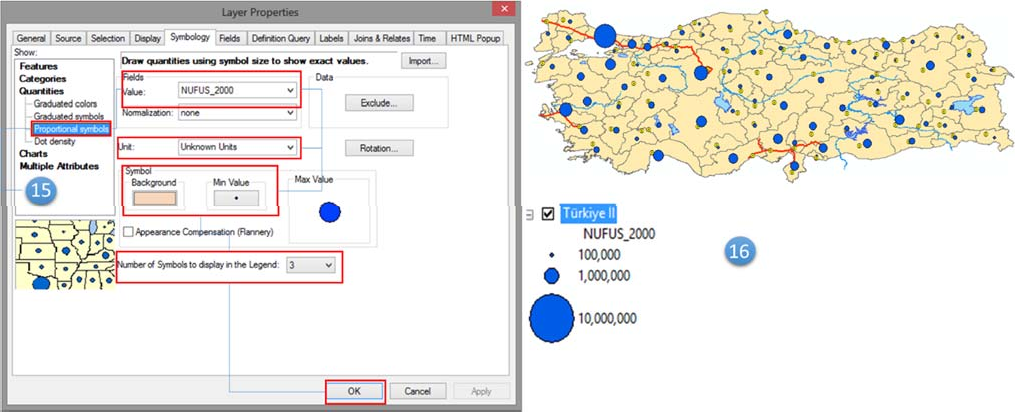 Layer Properties
General Source Selection Display Symbology Fields Definition Query Labels Joins & Relates Time HTML Popup
Show:
Features
Categories
Quantities
Graduated colors
Graduated symbols
Proportional symbols
Dot density
Charts
Multiple Attributes
15
Draw quantities using symbol size to show exact values.
Import...
Fields
Value: NUFUS_2000
Nomalization: none
Data
Exclude...
Unit: Unknown Units
Rotation...
Symbol
Background Min Value
Max Value
Appearance Compensation (Flannery)
Number of Symbols to display in the Legend: 3
OK Cancel Apply
Türkiye II
NUFUS_2000
100,000
1,000,000
10,000,000
16